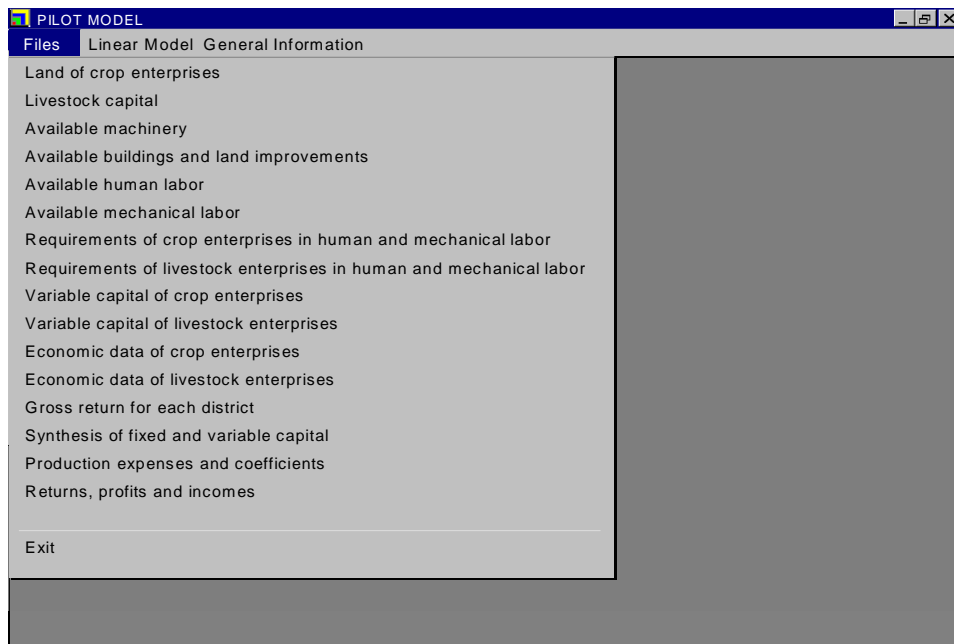 PILOT MODEL
Files Linear Model General Information
Land of crop enterprises
Livestock capital
Available machinery
Available buildings and land improvements
Available human labor
Available mechanical labor
Requirements of crop enterprises in human and mechanical labor
Requirements of livestock enterprises in human and mechanical labor
Variable capital of crop enterprises
Variable capital of livestock enterprises
Economic data of crop enterprises
Economic data of livestock enterprises
Gross return for each district
Synthesis of fixed and variable capital
Production expenses and coefficients
Returns, profits and incomes
Exit